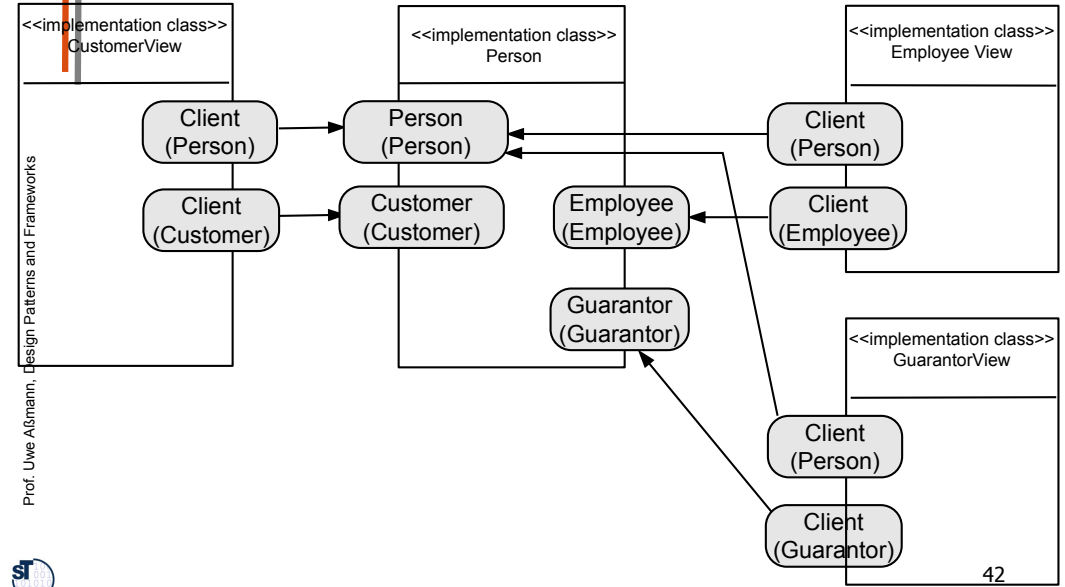 <<implementation class>>
CustomerView
<<implementation class>>
Person
<<implementation class>>
Employee View
Client
(Person)
Person
(Person)
Client
(Person)
Client
(Customer)
Customer
(Customer)
Employee
(Employee)
Client
(Employee)
Guarantor
(Guarantor)
<<implementation class>>
GuarantorView
Client
(Person)
Client
(Guarantor)
Prof. Uwe Aßmann, Design Patterns and Frameworks
ST
42